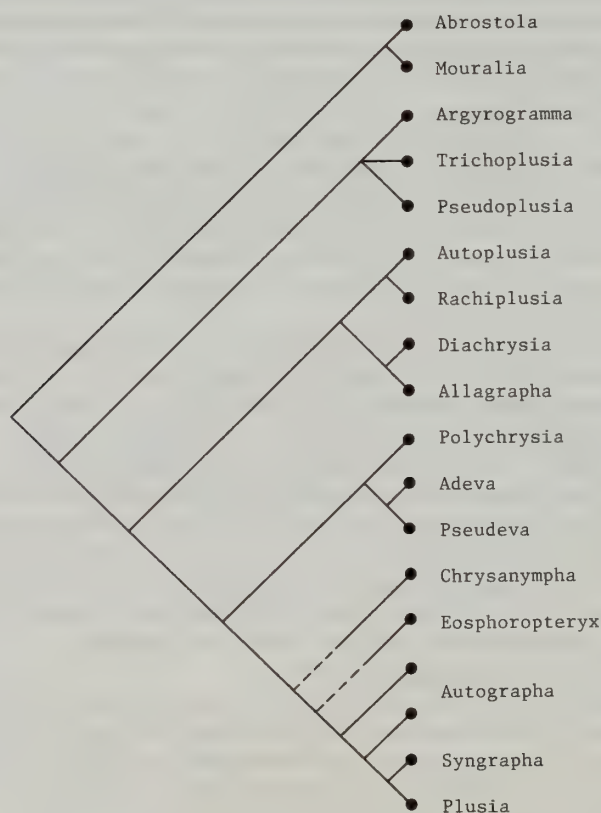 Abrostola
Mouralia
Argyrogramma
Trichoplusia
Pseudoplusia
Autoplusia
Rachiplusia
Diachrysia
Allagrapha
Polychrysia
Adeva
Pseudeva
Chrysanympha
Eosphoropteryx
Autographa
Syngrapha
Plusia